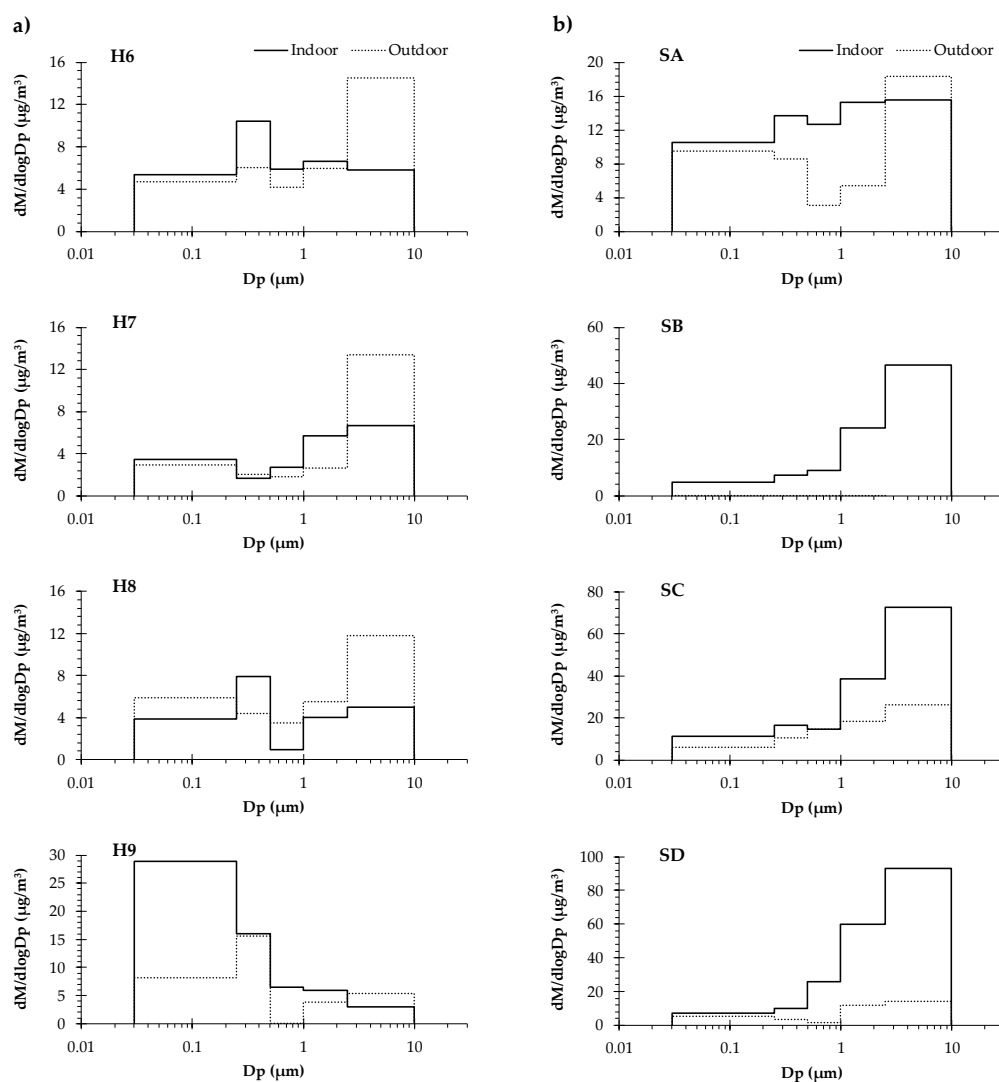 a)
H6
Indoor Outdoor
dM/dlogDp (µg/m³)
16
12
8
4
0
0.01 0.1 1 10
Dp (µm)
H7
dM/dlogDp (µg/m³)
16
12
8
4
0
0.01 0.1 1 10
Dp (µm)
H8
dM/dlogDp (µg/m³)
16
12
8
4
0
0.01 0.1 1 10
Dp (µm)
H9
dM/dlogDp (µg/m³)
30
25
20
15
10
5
0
0.01 0.1 1 10
Dp (µm)
b)
SA
Indoor Outdoor
dM/dlogDp (µg/m³)
20
16
12
8
4
0
0.01 0.1 1 10
Dp (µm)
SB
dM/dlogDp (µg/m³)
60
40
20
0
0.01 0.1 1 10
Dp (µm)
SC
dM/dlogDp (µg/m³)
80
60
40
20
0
0.01 0.1 1 10
Dp (µm)
SD
dM/dlogDp (µg/m³)
100
80
60
40
20
0
0.01 0.1 1 10
Dp (µm)